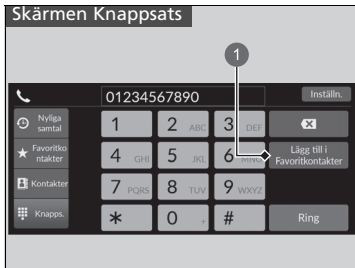 Skärmen Knappsats
1
01234567890
Inställn.
Nyliga
samtal
1
2 ABC
3 DEF
Favoritko
ntakter
4 GHI
5 JKL
6 MNO
Lägg till i
Favoritkontakter
Kontakter
7 PQRS
8 TUV
9 WXYZ
Knapps.
*
0 +
#
Ring